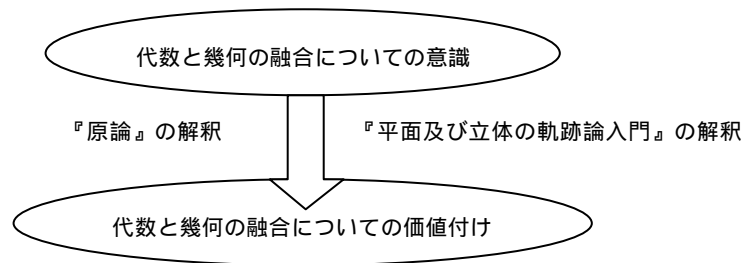 代数と幾何の融合についての意識
『原論』の解釈
『平面及び立体の軌跡論入門』の解釈
代数と幾何の融合についての価値付け